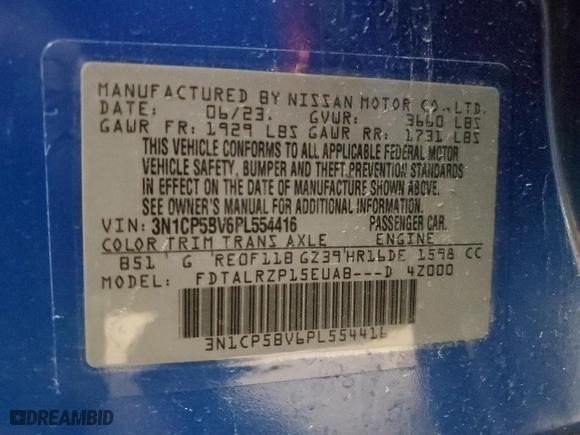 MANUFACTURED BY NISSAN MOTOR CO.,LTD.
DATE: 06/23. GVWR: 3660 LBS
GAWR FR: 1929 LBS GAWR RR: 1731 LBS
THIS VEHICLE CONFORMS TO ALL APPLICABLE FEDERAL MOTOR
VEHICLE SAFETY, BUMPER AND THEFT PREVENTION STANDARDS
IN EFFECT ON THE DATE OF MANUFACTURE SHOWN ABOVE.
SEE OWNER'S MANUAL FOR ADDITIONAL INFORMATION.
VIN: 3N1CP5BV6PL554416 PASSENGER CAR.
COLOR TRIM TRANS AXLE ENGINE
B51 G RE0F11B GZ39 HR16DE 1598 CC
MODEL: FDTALRZP15EUAB---D 4Z000
3N1CP5BV6PL554416
DREAMBID